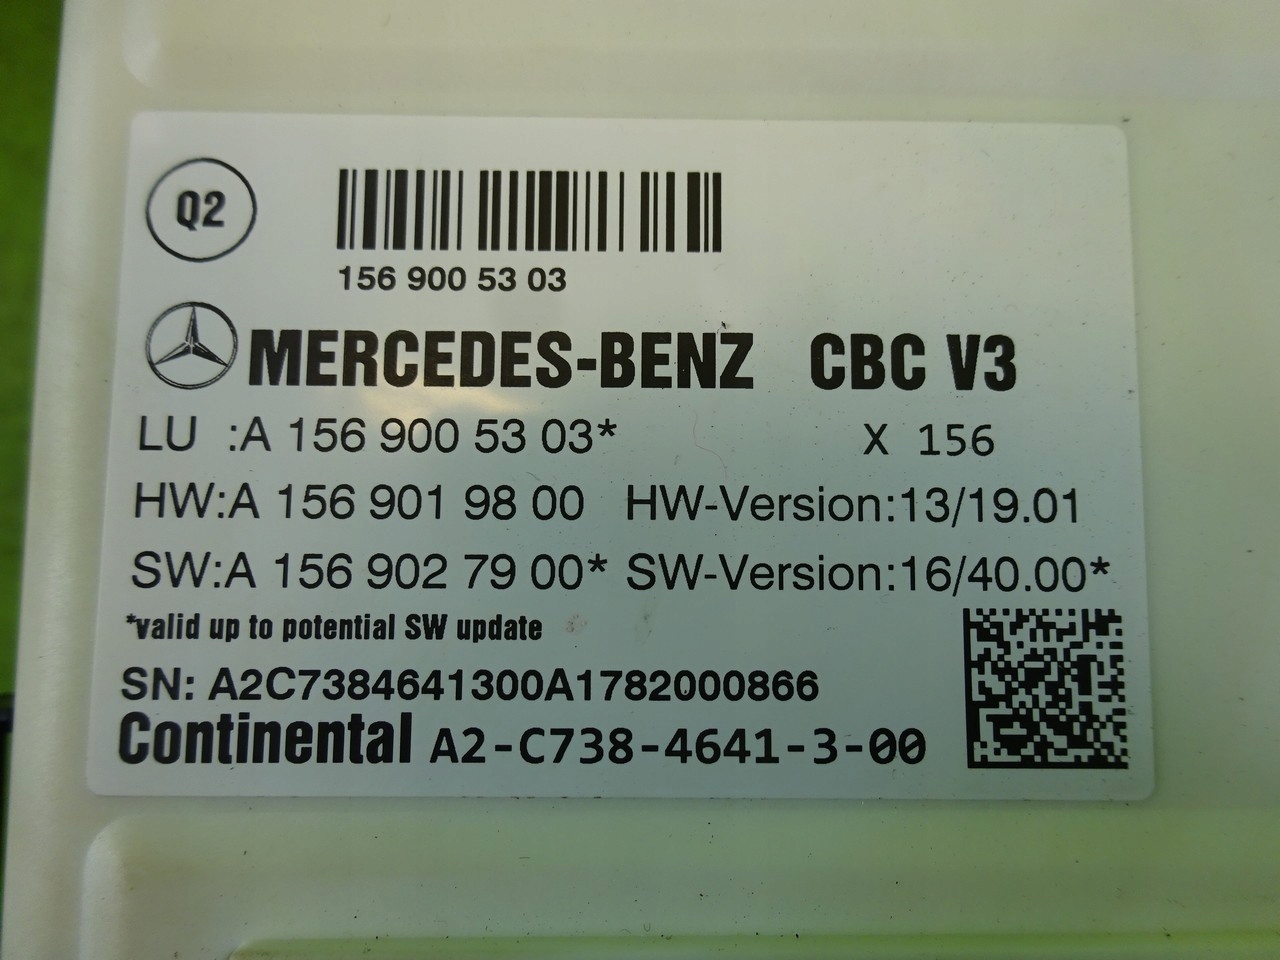 Q2
156 900 53 03
MERCEDES-BENZ CBC V3
LU :A 156 900 53 03* X 156
HW:A 156 901 98 00 HW-Version:13/19.01
SW:A 156 902 79 00* SW-Version:16/40.00*
*valid up to potential SW update
SN: A2C7384641300A1782000866
Continental A2-C738-4641-3-00